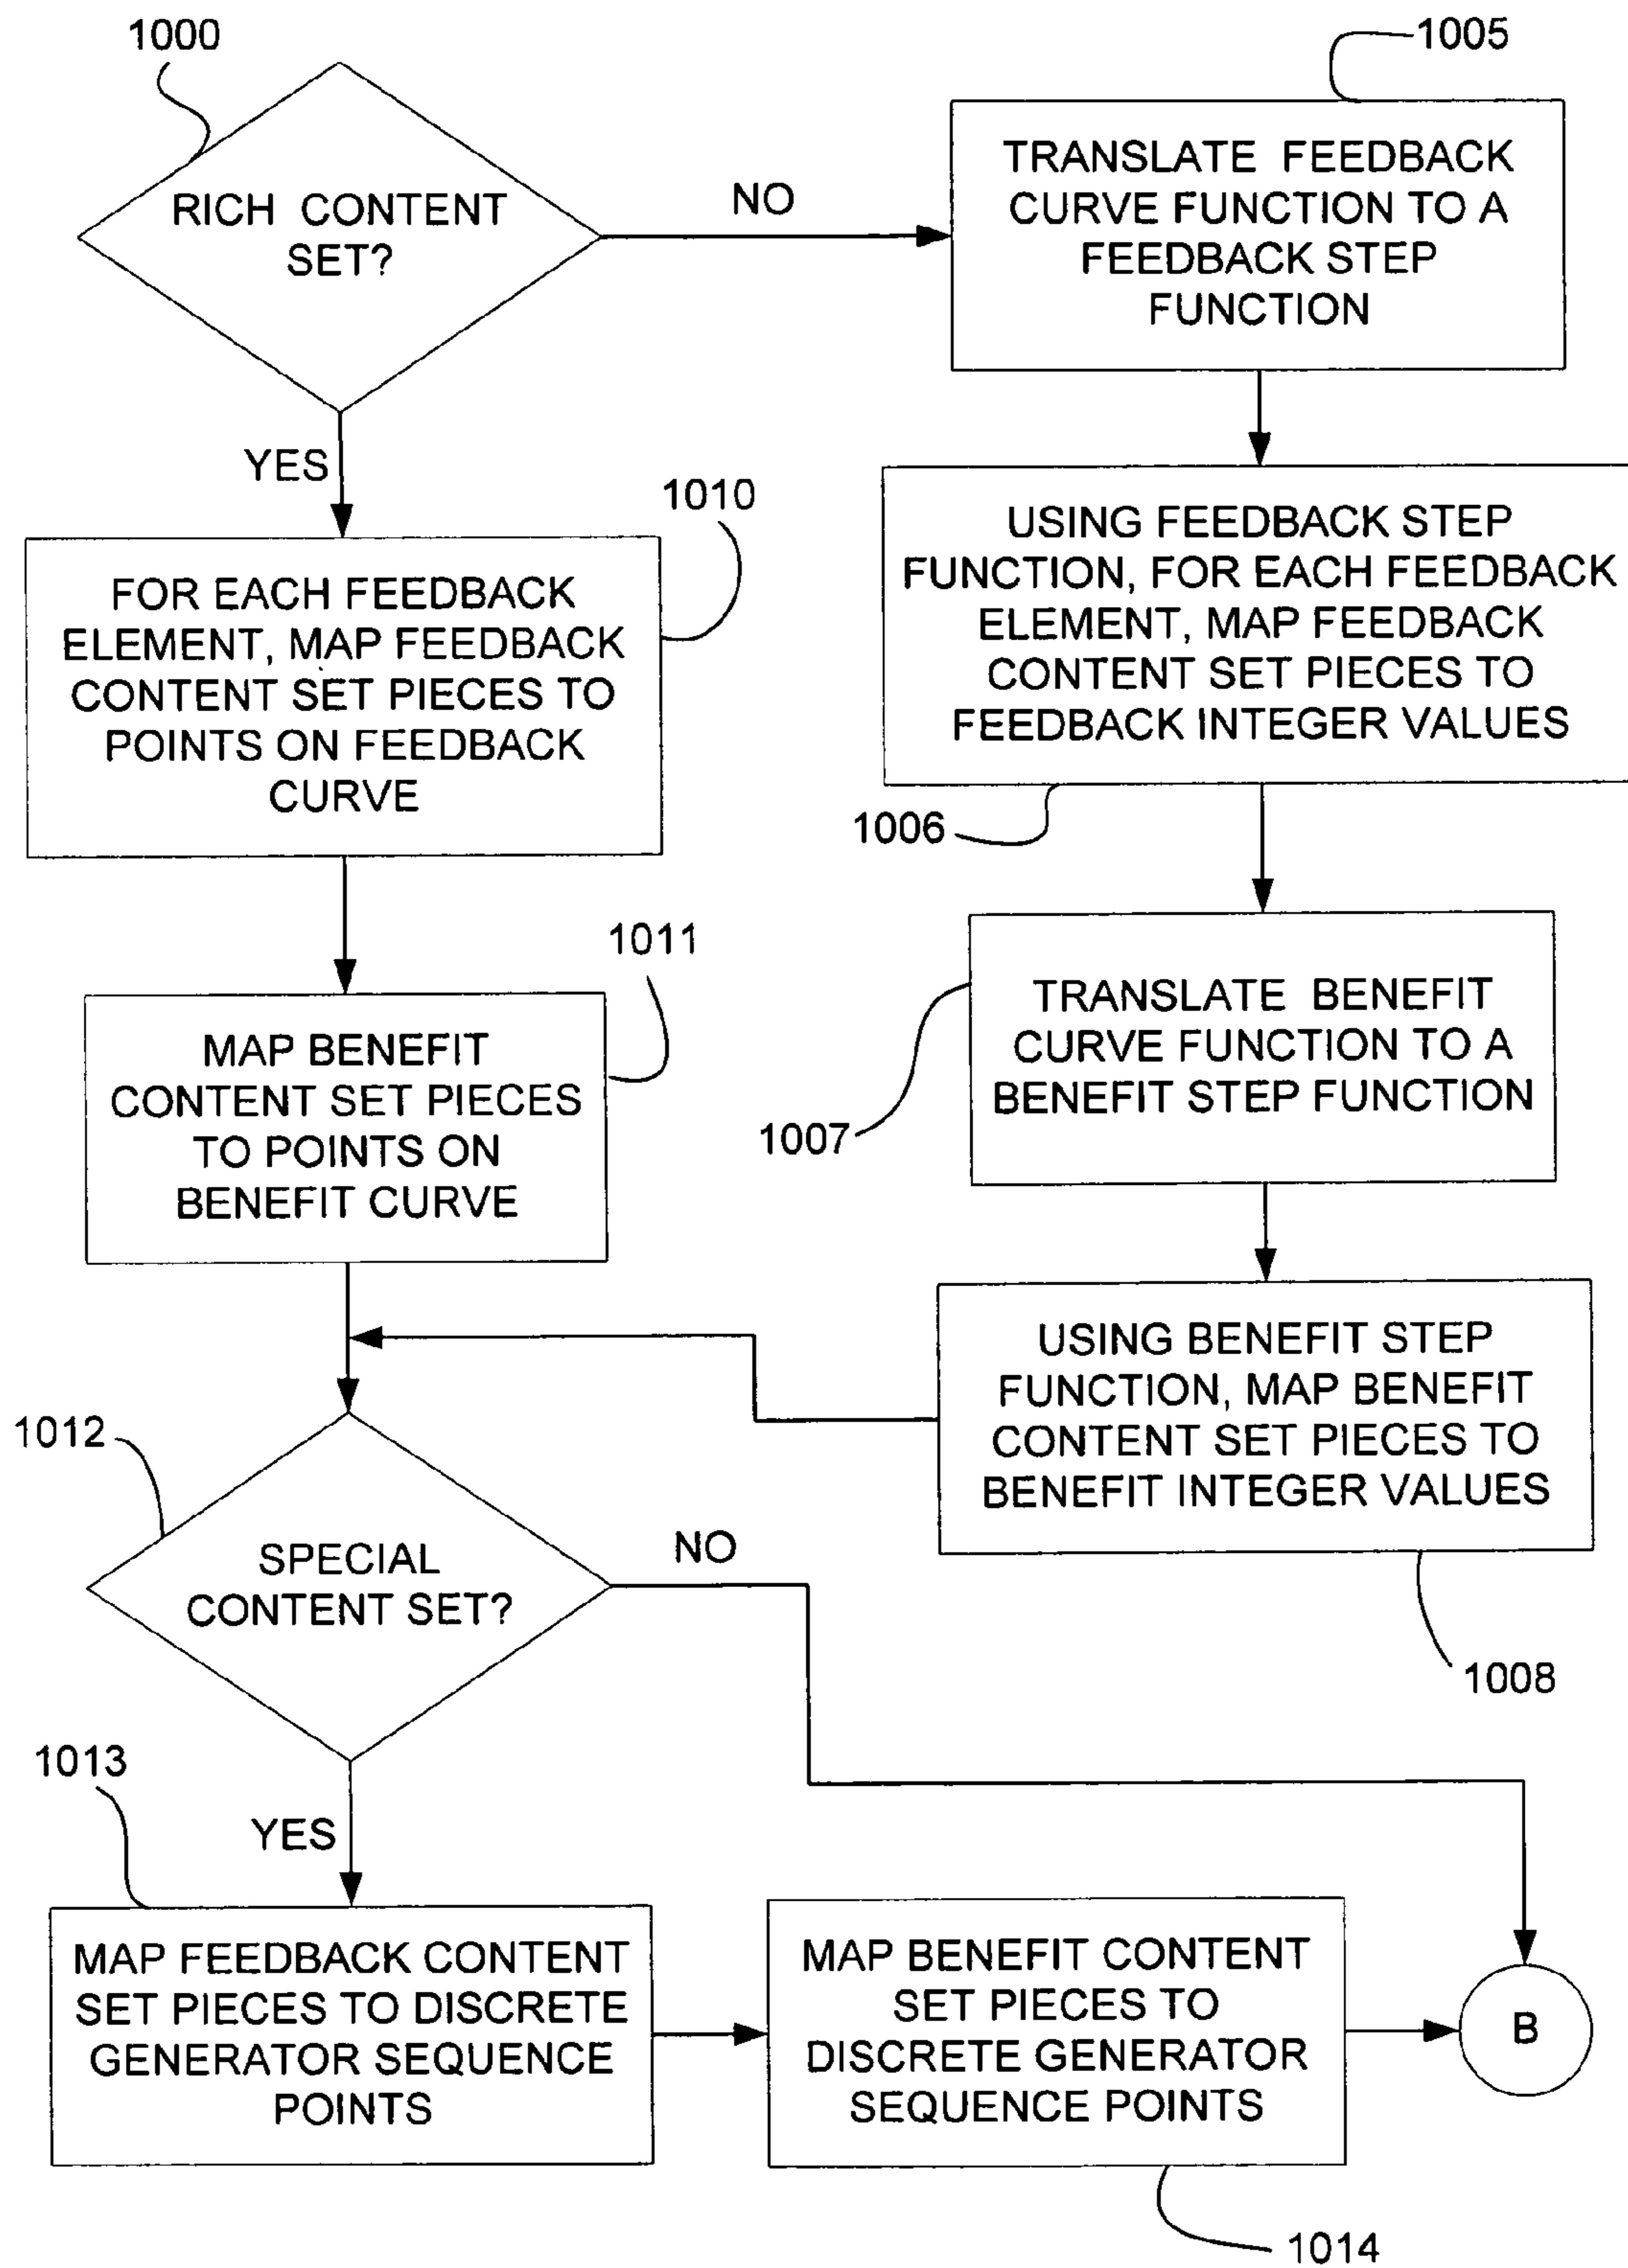 1000
1005
RICH CONTENT
SET?
NO
TRANSLATE FEEDBACK
CURVE FUNCTION TO A
FEEDBACK STEP
FUNCTION
YES
1010
FOR EACH FEEDBACK
ELEMENT, MAP FEEDBACK
CONTENT SET PIECES TO
POINTS ON FEEDBACK
CURVE
USING FEEDBACK STEP
FUNCTION, FOR EACH FEEDBACK
ELEMENT, MAP FEEDBACK
CONTENT SET PIECES TO
FEEDBACK INTEGER VALUES
1006
1011
MAP BENEFIT
CONTENT SET PIECES
TO POINTS ON
BENEFIT CURVE
TRANSLATE BENEFIT
CURVE FUNCTION TO A
BENEFIT STEP FUNCTION
1007
USING BENEFIT STEP
FUNCTION, MAP BENEFIT
CONTENT SET PIECES TO
BENEFIT INTEGER VALUES
1008
1012
SPECIAL
CONTENT SET?
NO
YES
1013
MAP FEEDBACK CONTENT
SET PIECES TO DISCRETE
GENERATOR SEQUENCE
POINTS
MAP BENEFIT CONTENT
SET PIECES TO
DISCRETE GENERATOR
SEQUENCE POINTS
B
1014